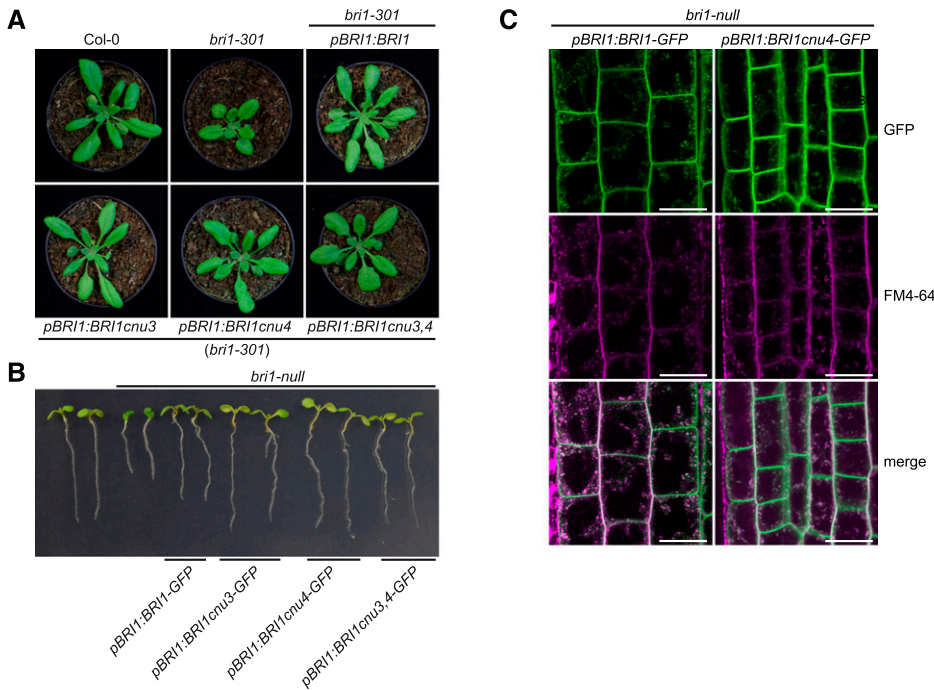 A
bri1-301
Col-0 bri1-301 pBRI1:BRI1
pBRI1:BRI1cnu3 pBRI1:BRI1cnu4 pBRI1:BRI1cnu3,4
(bri1-301)
B
bri1-null
pBRI1:BRI1-GFP
pBRI1:BRI1cnu3-GFP
pBRI1:BRI1cnu4-GFP
pBRI1:BRI1cnu3,4-GFP
C
bri1-null
pBRI1:BRI1-GFP pBRI1:BRI1cnu4-GFP
GFP
FM4-64
merge